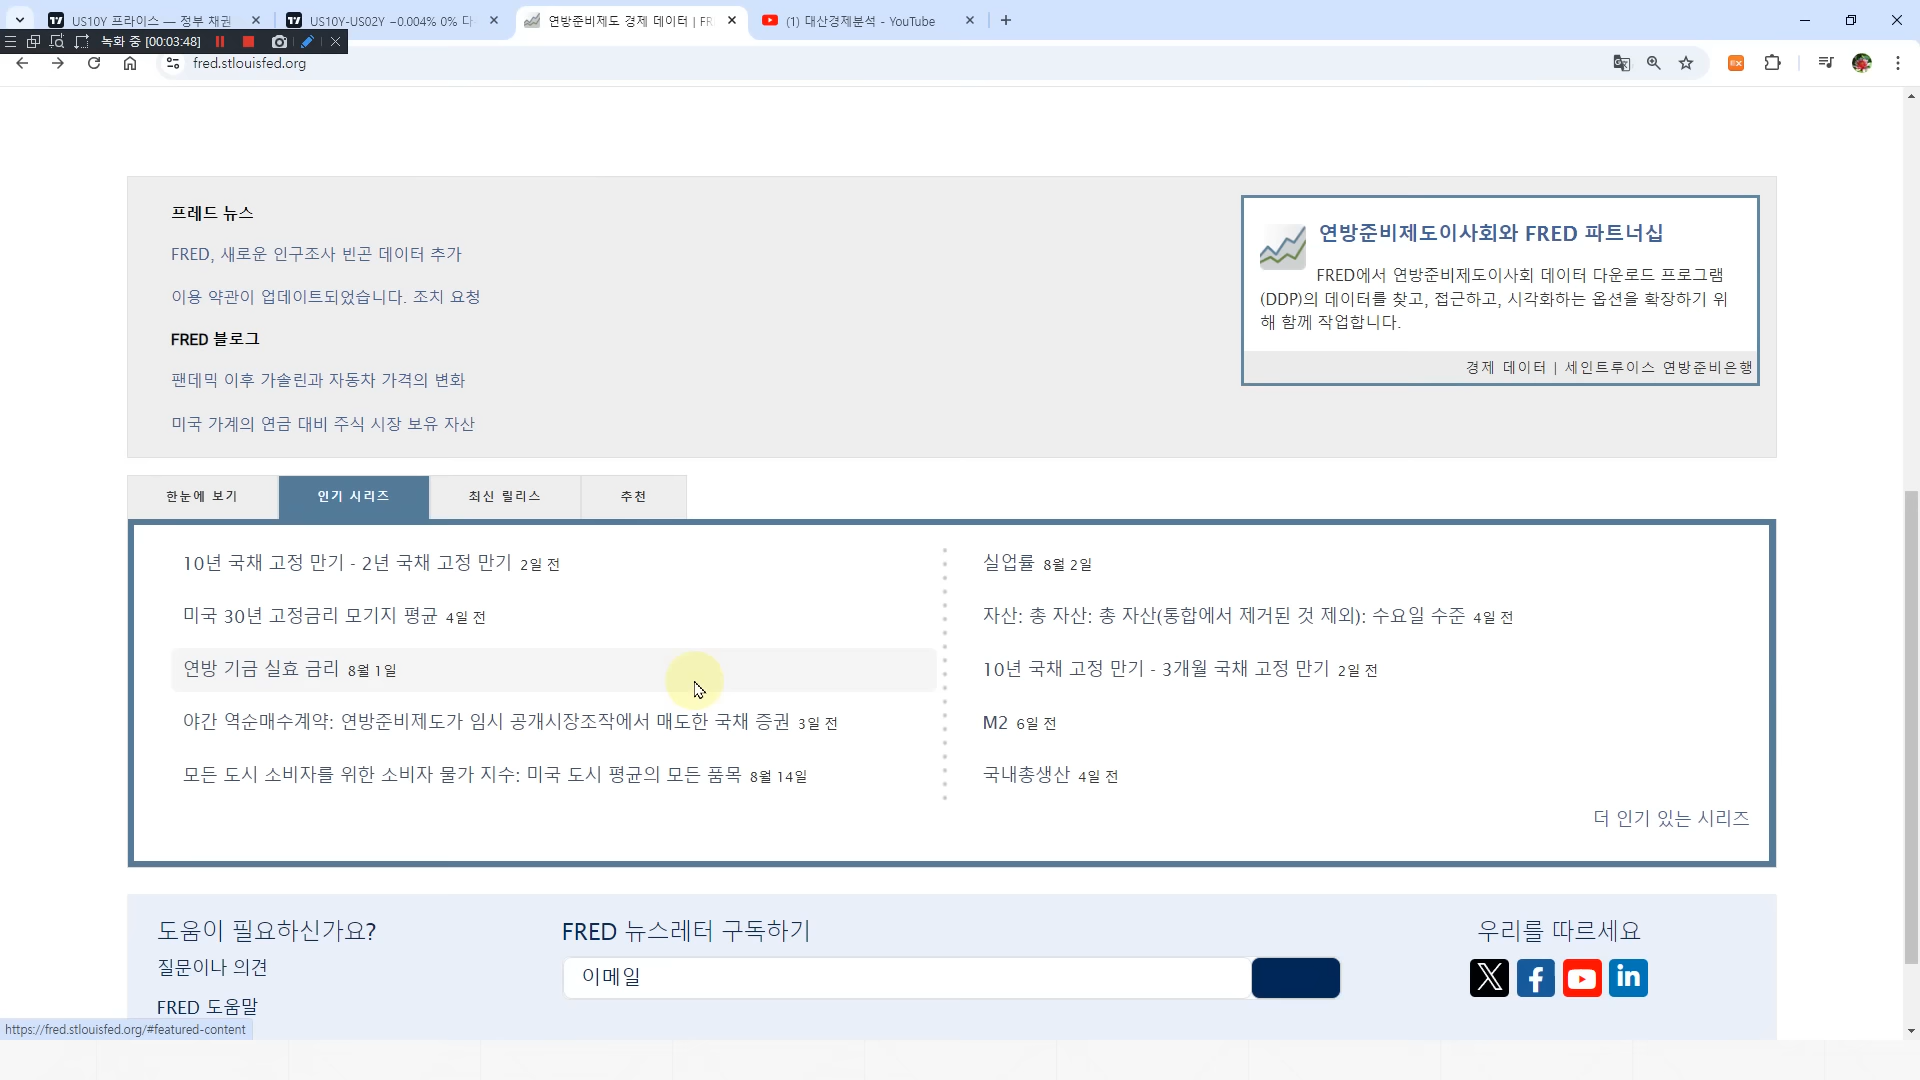 US10Y 프라이스 — 정부 채권
US10Y-US02Y −0.004% 0% 다
연방준비제도 경제 데이터 | FR
(1) 대산경제분석 - YouTube
녹화 중 [00:03:48]
fred.stlouisfed.org
프레드 뉴스
FRED, 새로운 인구조사 빈곤 데이터 추가
이용 약관이 업데이트되었습니다. 조치 요청
FRED 블로그
팬데믹 이후 가솔린과 자동차 가격의 변화
미국 가계의 연금 대비 주식 시장 보유 자산
연방준비제도이사회와 FRED 파트너십
FRED에서 연방준비제도이사회 데이터 다운로드 프로그램
(DDP)의 데이터를 찾고, 접근하고, 시각화하는 옵션을 확장하기 위
해 함께 작업합니다.
경제 데이터 | 세인트루이스 연방준비은행
한눈에 보기
인기 시리즈
최신 릴리스
추천
10년 국채 고정 만기 - 2년 국채 고정 만기 2일 전
미국 30년 고정금리 모기지 평균 4일 전
연방 기금 실효 금리 8월 1일
야간 역순매수계약: 연방준비제도가 임시 공개시장조작에서 매도한 국채 증권 3일 전
모든 도시 소비자를 위한 소비자 물가 지수: 미국 도시 평균의 모든 품목 8월 14일
실업률 8월 2일
자산: 총 자산: 총 자산(통합에서 제거된 것 제외): 수요일 수준 4일 전
10년 국채 고정 만기 - 3개월 국채 고정 만기 2일 전
M2 6일 전
국내총생산 4일 전
더 인기 있는 시리즈
도움이 필요하신가요?
질문이나 의견
FRED 도움말
FRED 뉴스레터 구독하기
이메일
우리를 따르세요
https://fred.stlouisfed.org/#featured-content